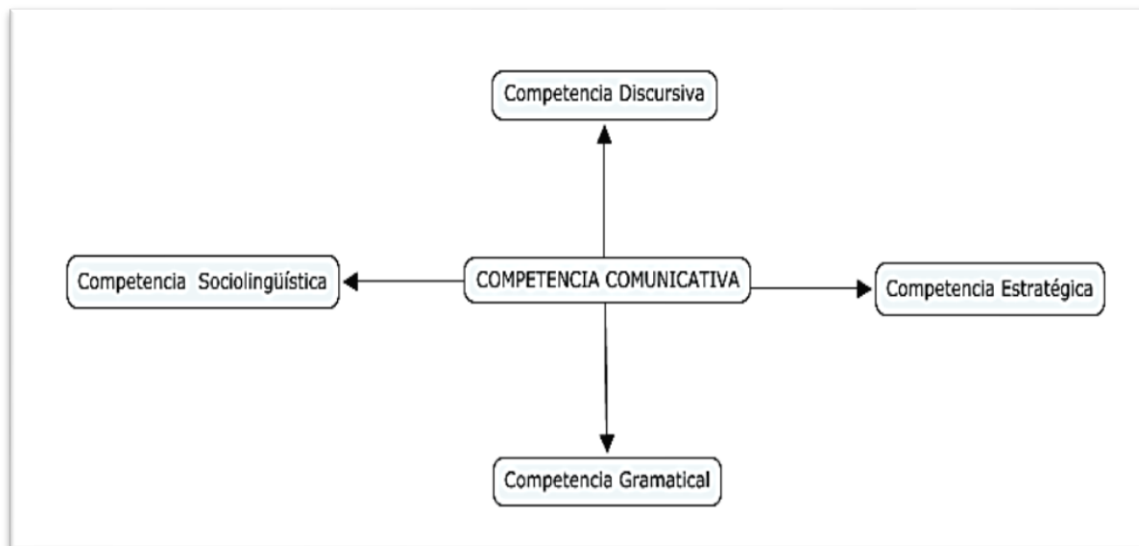 Competencia Discursiva
Competencia Sociolingüística
COMPETENCIA COMUNICATIVA
Competencia Estratégica
Competencia Gramatical